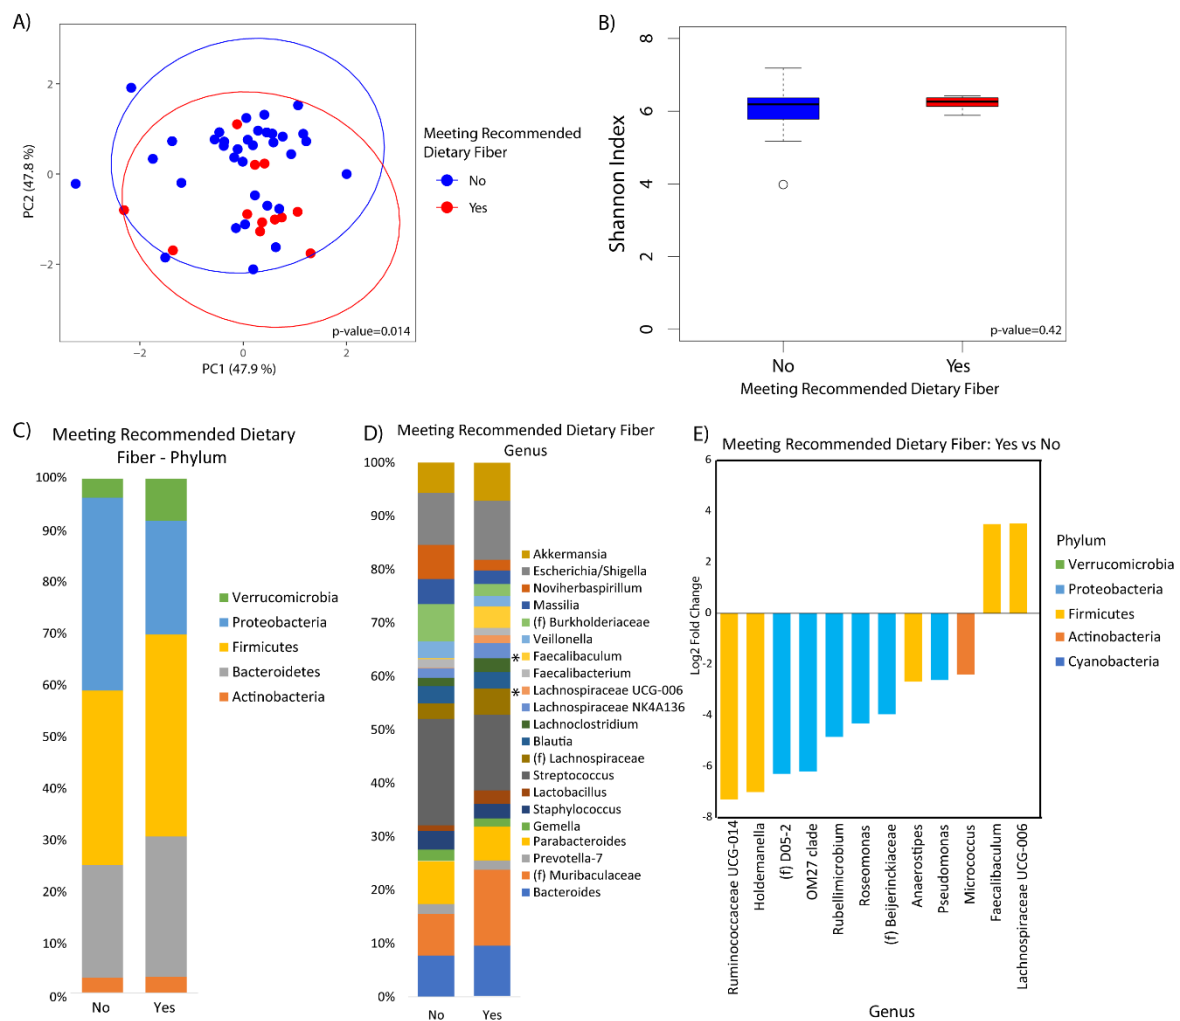 A)
2
0
−2
PC2 (47.8 %)
−2
0
2
PC1 (47.9 %)
p-value=0.014
Meeting Recommended
Dietary Fiber
No
Yes
B)
8
6
4
2
0
Shannon Index
p-value=0.42
No
Yes
Meeting Recommended Dietary Fiber
C)
Meeting Recommended Dietary
Fiber - Phylum
100%
90%
80%
70%
60%
50%
40%
30%
20%
10%
0%
No
Yes
Verrucomicrobia
Proteobacteria
Firmicutes
Bacteroidetes
Actinobacteria
D)
Meeting Recommended Dietary Fiber
Genus
100%
90%
80%
70%
60%
50%
40%
30%
20%
10%
0%
No
Yes
*
*
Akkermansia
Escherichia/Shigella
Noviherbaspirillum
Massilia
(f) Burkholderiaceae
Veillonella
Faecalibaculum
Faecalibacterium
Lachnospiraceae UCG-006
Lachnospiraceae NK4A136
Lachnoclostridium
Blautia
(f) Lachnospiraceae
Streptococcus
Lactobacillus
Staphylococcus
Gemella
Parabacteroides
Prevotella-7
(f) Muribaculaceae
Bacteroides
E)
Meeting Recommended Dietary Fiber: Yes vs No
6
4
2
0
-2
-4
-6
-8
Log2 Fold Change
Ruminococcaceae UCG-014
Holdemanella
(f) D05-2
OM27 clade
Rubellimicrobium
Roseomonas
(f) Beijerinckiaceae
Anaerostipes
Pseudomonas
Micrococcus
Faecalibaculum
Lachnospiraceae UCG-006
Genus
Phylum
Verrucomicrobia
Proteobacteria
Firmicutes
Actinobacteria
Cyanobacteria